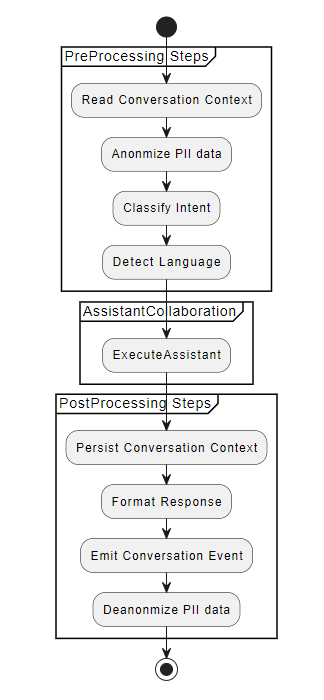 PreProcessing Steps
Read Conversation Context
Anonmize PII data
Classify Intent
Detect Language
AssistantCollaboration
ExecuteAssistant
PostProcessing Steps
Persist Conversation Context
Format Response
Emit Conversation Event
Deanonmize PII data